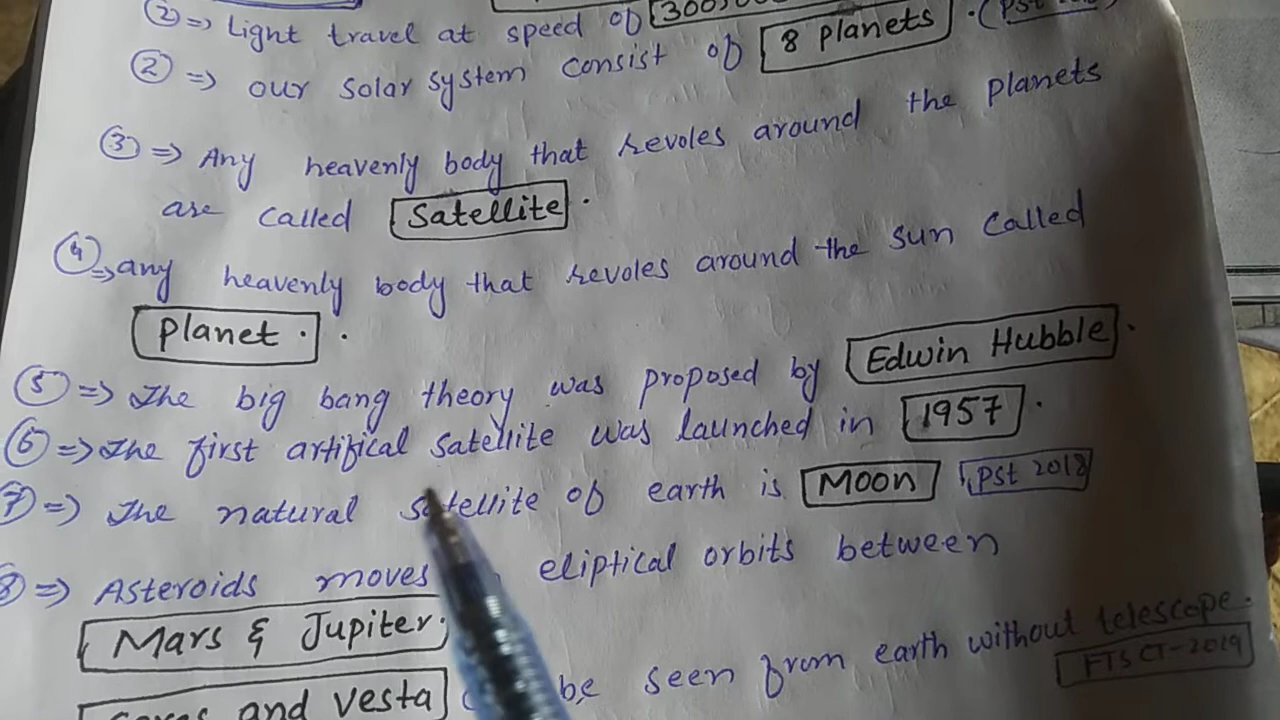 ② => Light travel at speed of 300,0
② => our solar system consist of 8 planets . (Pst
③ => Any heavenly body that revoles around the planets
are called Satellite .
④ => any heavenly body that revoles around the sun called
Planet . .
⑤ => The big bang theory was proposed by Edwin Hubble .
⑥ => The first artifical satellite was launched in 1957 .
⑦ => The natural satellite of earth is Moon Pst 2018
⑧ => Asteroids moves eliptical orbits between
Mars & Jupiter .
and Vesta be seen from earth without telescope.
FTS CT-2019